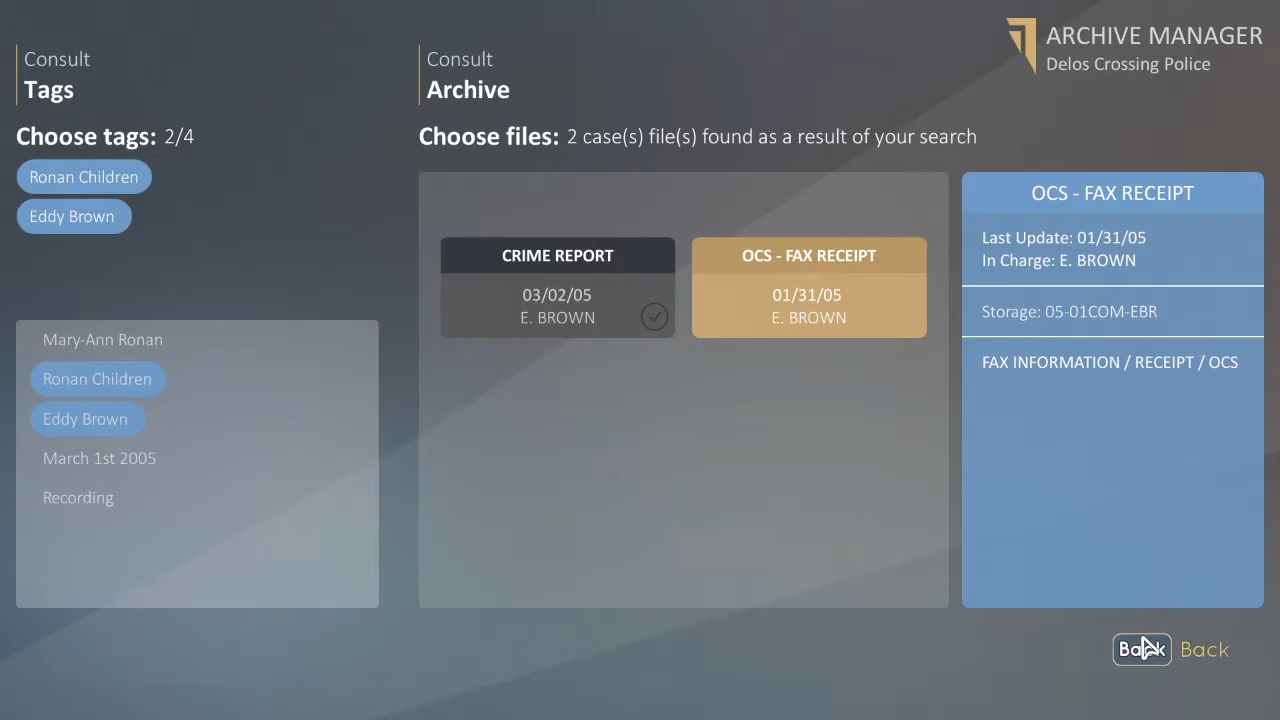 ARCHIVE MANAGER
Delos Crossing Police
Consult
Tags
Choose tags: 2/4
Ronan Children
Eddy Brown
Mary-Ann Ronan
Ronan Children
Eddy Brown
March 1st 2005
Recording
Consult
Archive
Choose files: 2 case(s) file(s) found as a result of your search
CRIME REPORT
03/02/05
E. BROWN
OCS - FAX RECEIPT
01/31/05
E. BROWN
OCS - FAX RECEIPT
Last Update: 01/31/05
In Charge: E. BROWN
Storage: 05-01COM-EBR
FAX INFORMATION / RECEIPT / OCS
Back Back